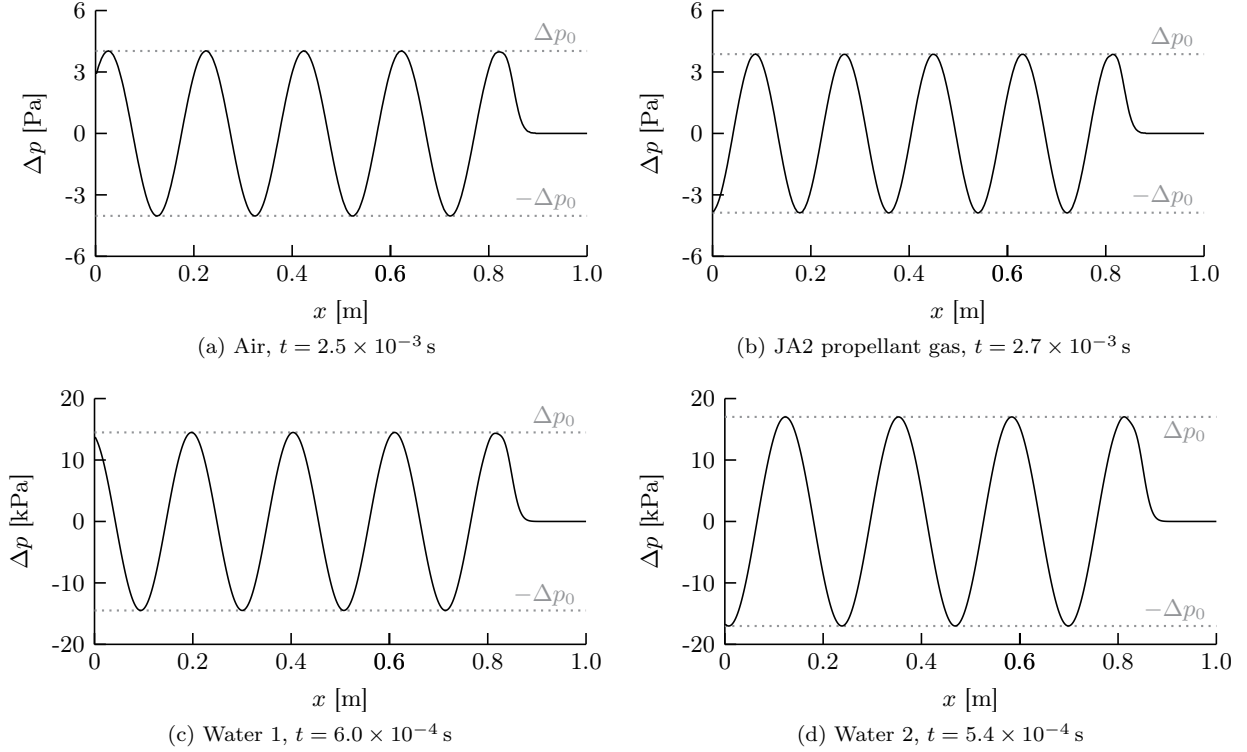 6
3
0
-3
-6
Δp [Pa]
Δp₀
−Δp₀
0 0.2 0.4 0.6 0.8 1.0
x [m]
(a) Air, t = 2.5 × 10⁻³ s
6
3
0
-3
-6
Δp [Pa]
Δp₀
−Δp₀
0 0.2 0.4 0.6 0.8 1.0
x [m]
(b) JA2 propellant gas, t = 2.7 × 10⁻³ s
20
10
0
-10
-20
Δp [kPa]
Δp₀
−Δp₀
0 0.2 0.4 0.6 0.8 1.0
x [m]
(c) Water 1, t = 6.0 × 10⁻⁴ s
20
10
0
-10
-20
Δp [kPa]
Δp₀
−Δp₀
0 0.2 0.4 0.6 0.8 1.0
x [m]
(d) Water 2, t = 5.4 × 10⁻⁴ s